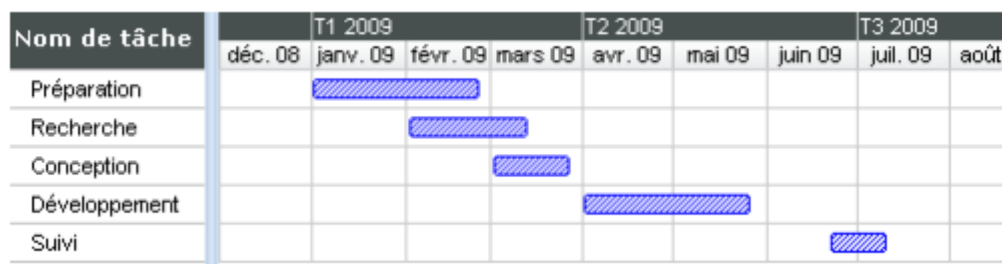 Nom de tâche
T1 2009 T2 2009 T3 2009
déc. 08 janv. 09 févr. 09 mars 09 avr. 09 mai 09 juin 09 juil. 09 août
Préparation
Recherche
Conception
Développement
Suivi